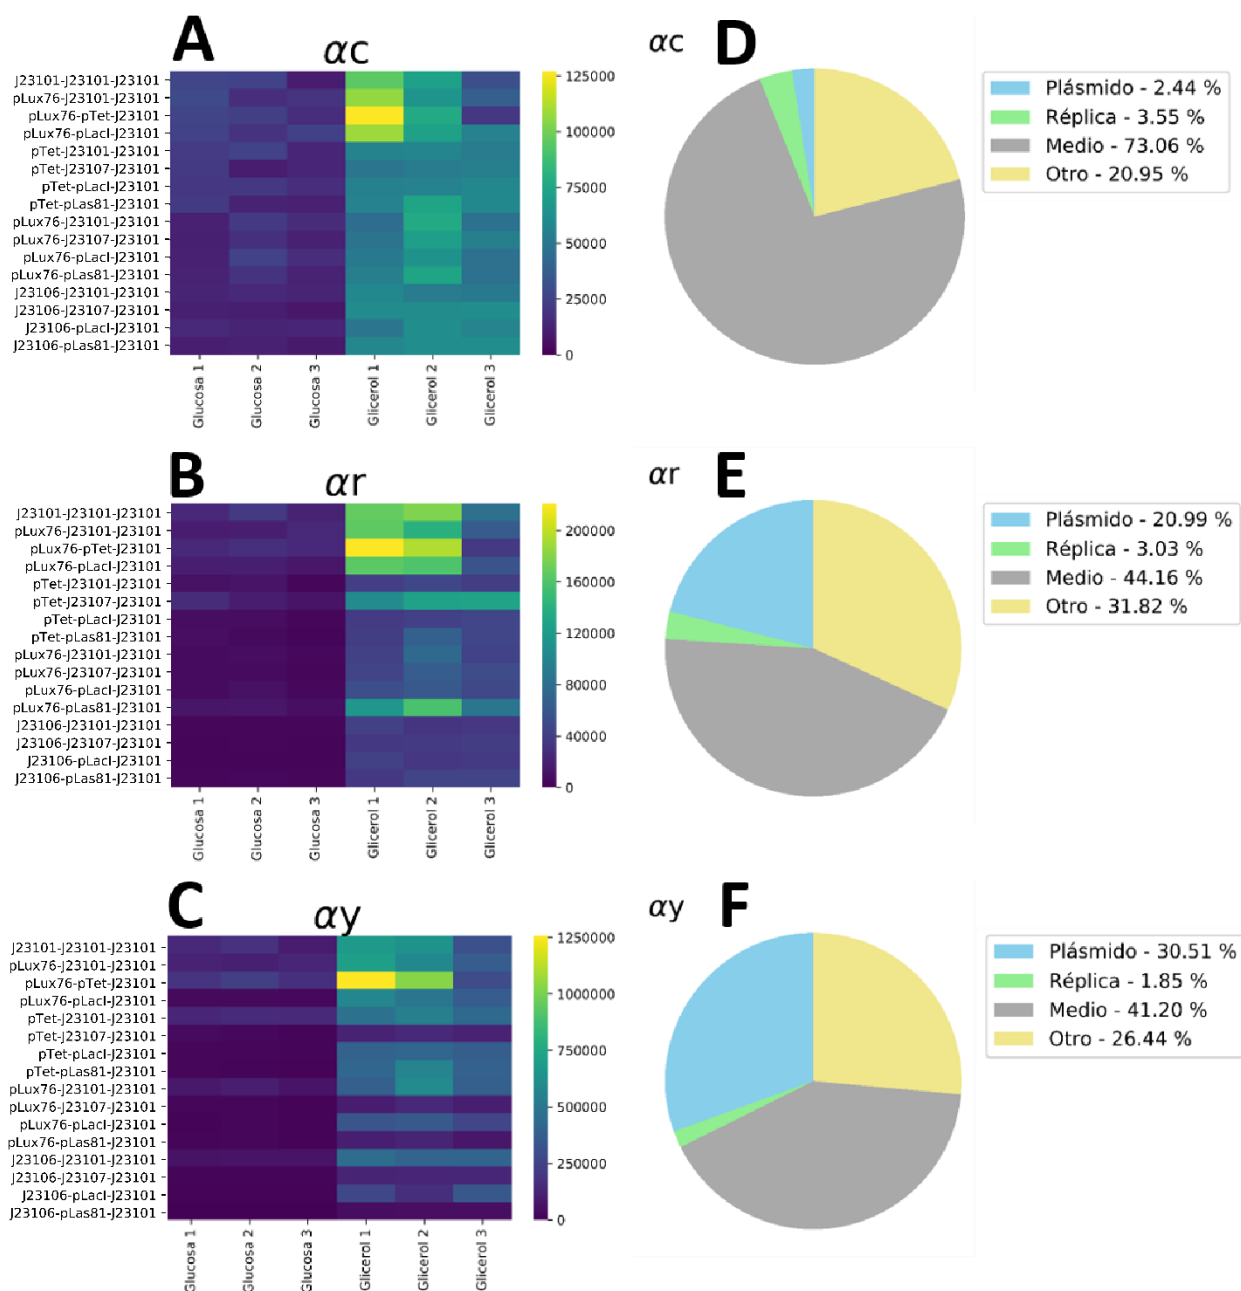 A
αc
J23101-J23101-J23101
pLux76-J23101-J23101
pLux76-pTet-J23101
pLux76-pLacI-J23101
pTet-J23101-J23101
pTet-J23107-J23101
pTet-pLacI-J23101
pTet-pLas81-J23101
pLux76-J23101-J23101
pLux76-J23107-J23101
pLux76-pLacI-J23101
pLux76-pLas81-J23101
J23106-J23101-J23101
J23106-J23107-J23101
J23106-pLacI-J23101
J23106-pLas81-J23101
Glucosa 1
Glucosa 2
Glucosa 3
Glicerol 1
Glicerol 2
Glicerol 3
125000
100000
75000
50000
25000
0
αc
D
Plásmido - 2.44 %
Réplica - 3.55 %
Medio - 73.06 %
Otro - 20.95 %
B
αr
J23101-J23101-J23101
pLux76-J23101-J23101
pLux76-pTet-J23101
pLux76-pLacI-J23101
pTet-J23101-J23101
pTet-J23107-J23101
pTet-pLacI-J23101
pTet-pLas81-J23101
pLux76-J23101-J23101
pLux76-J23107-J23101
pLux76-pLacI-J23101
pLux76-pLas81-J23101
J23106-J23101-J23101
J23106-J23107-J23101
J23106-pLacI-J23101
J23106-pLas81-J23101
Glucosa 1
Glucosa 2
Glucosa 3
Glicerol 1
Glicerol 2
Glicerol 3
200000
160000
120000
80000
40000
0
αr
E
Plásmido - 20.99 %
Réplica - 3.03 %
Medio - 44.16 %
Otro - 31.82 %
C
αy
J23101-J23101-J23101
pLux76-J23101-J23101
pLux76-pTet-J23101
pLux76-pLacI-J23101
pTet-J23101-J23101
pTet-J23107-J23101
pTet-pLacI-J23101
pTet-pLas81-J23101
pLux76-J23101-J23101
pLux76-J23107-J23101
pLux76-pLacI-J23101
pLux76-pLas81-J23101
J23106-J23101-J23101
J23106-J23107-J23101
J23106-pLacI-J23101
J23106-pLas81-J23101
Glucosa 1
Glucosa 2
Glucosa 3
Glicerol 1
Glicerol 2
Glicerol 3
1250000
1000000
750000
500000
250000
0
αy
F
Plásmido - 30.51 %
Réplica - 1.85 %
Medio - 41.20 %
Otro - 26.44 %